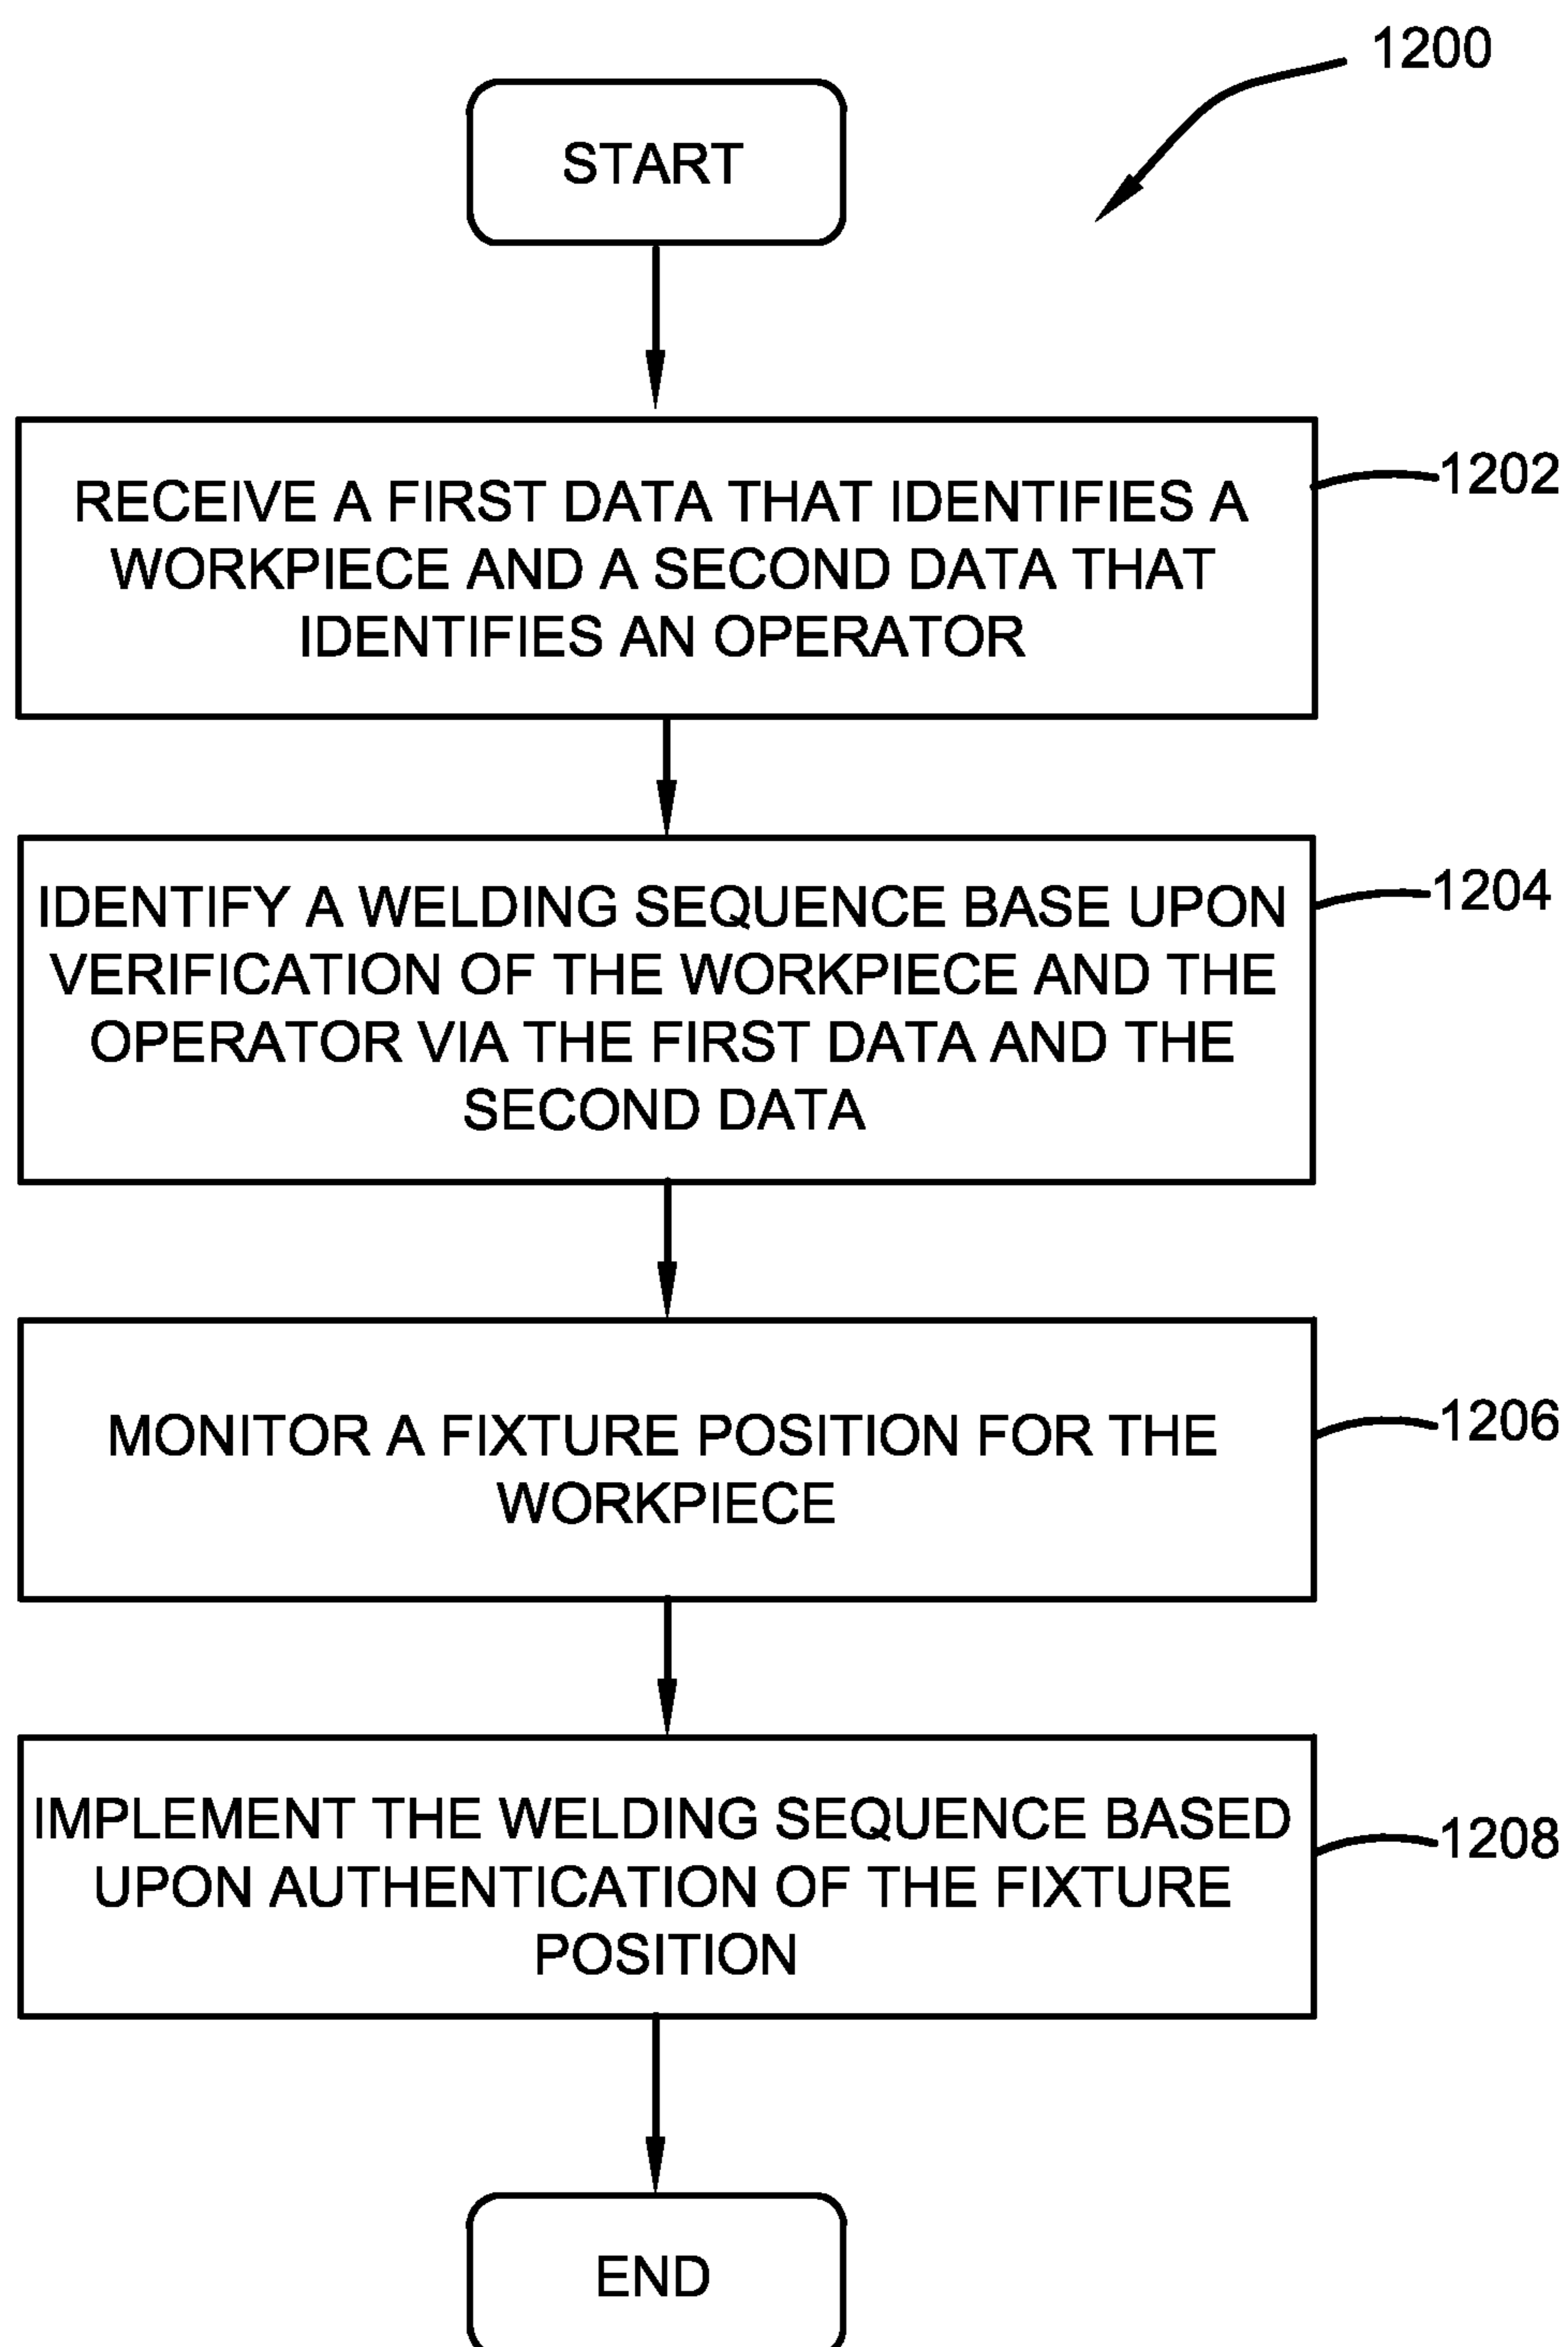 1200
START
RECEIVE A FIRST DATA THAT IDENTIFIES A
WORKPIECE AND A SECOND DATA THAT
IDENTIFIES AN OPERATOR
1202
IDENTIFY A WELDING SEQUENCE BASE UPON
VERIFICATION OF THE WORKPIECE AND THE
OPERATOR VIA THE FIRST DATA AND THE
SECOND DATA
1204
MONITOR A FIXTURE POSITION FOR THE
WORKPIECE
1206
IMPLEMENT THE WELDING SEQUENCE BASED
UPON AUTHENTICATION OF THE FIXTURE
POSITION
1208
END